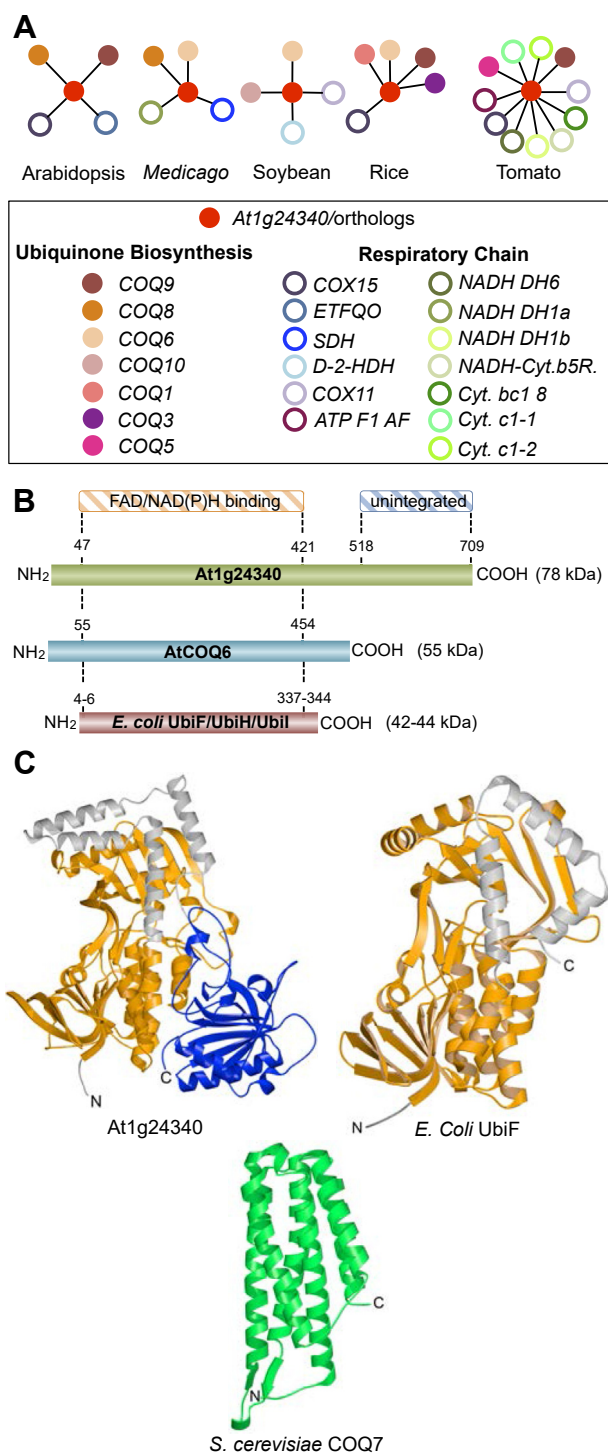 A
Arabidopsis
Medicago
Soybean
Rice
Tomato
At1g24340/orthologs
Ubiquinone Biosynthesis
COQ9
COQ8
COQ6
COQ10
COQ1
COQ3
COQ5
Respiratory Chain
COX15
ETFQO
SDH
D-2-HDH
COX11
ATP F1 AF
NADH DH6
NADH DH1a
NADH DH1b
NADH-Cyt.b5R.
Cyt. bc1 8
Cyt. c1-1
Cyt. c1-2
B
FAD/NAD(P)H binding
unintegrated
47
421
518
709
NH2
At1g24340
COOH (78 kDa)
55
454
NH2
AtCOQ6
COOH (55 kDa)
4-6
337-344
NH2
E. coli UbiF/UbiH/UbiI
COOH (42-44 kDa)
C
C
N
At1g24340
C
N
E. Coli UbiF
C
N
S. cerevisiae COQ7